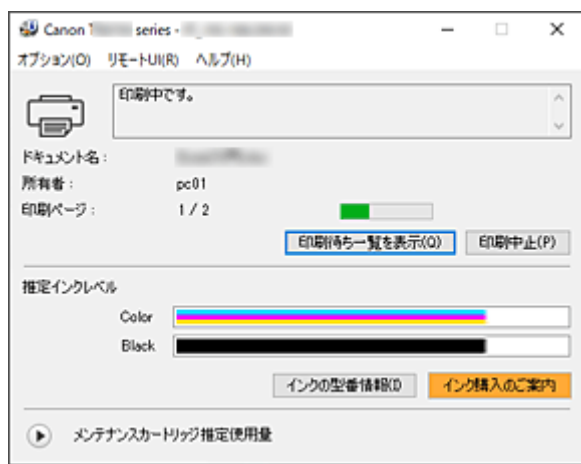 Canon T series -
オプション(O) リモートUI(R) ヘルプ(H)
印刷中です。
ドキュメント名 :
所有者 : pc01
印刷ページ : 1 / 2
印刷待ち一覧を表示(Q) 印刷中止(P)
推定インクレベル
Color
Black
インクの型番情報(I) インク購入のご案内
メンテナンスカートリッジ推定使用量